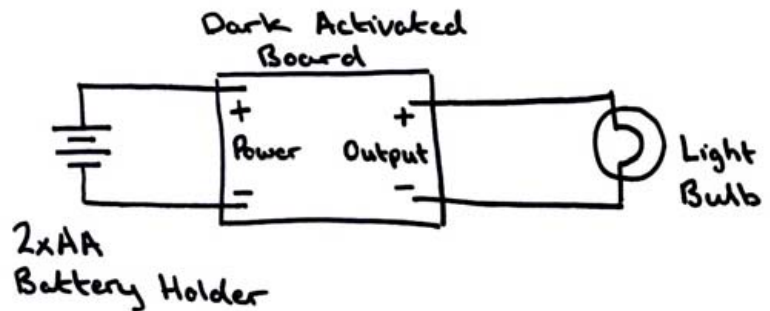 Dark Activated
Board
+
+
Power
Output
-
-
Light
Bulb
2xAA
Battery Holder